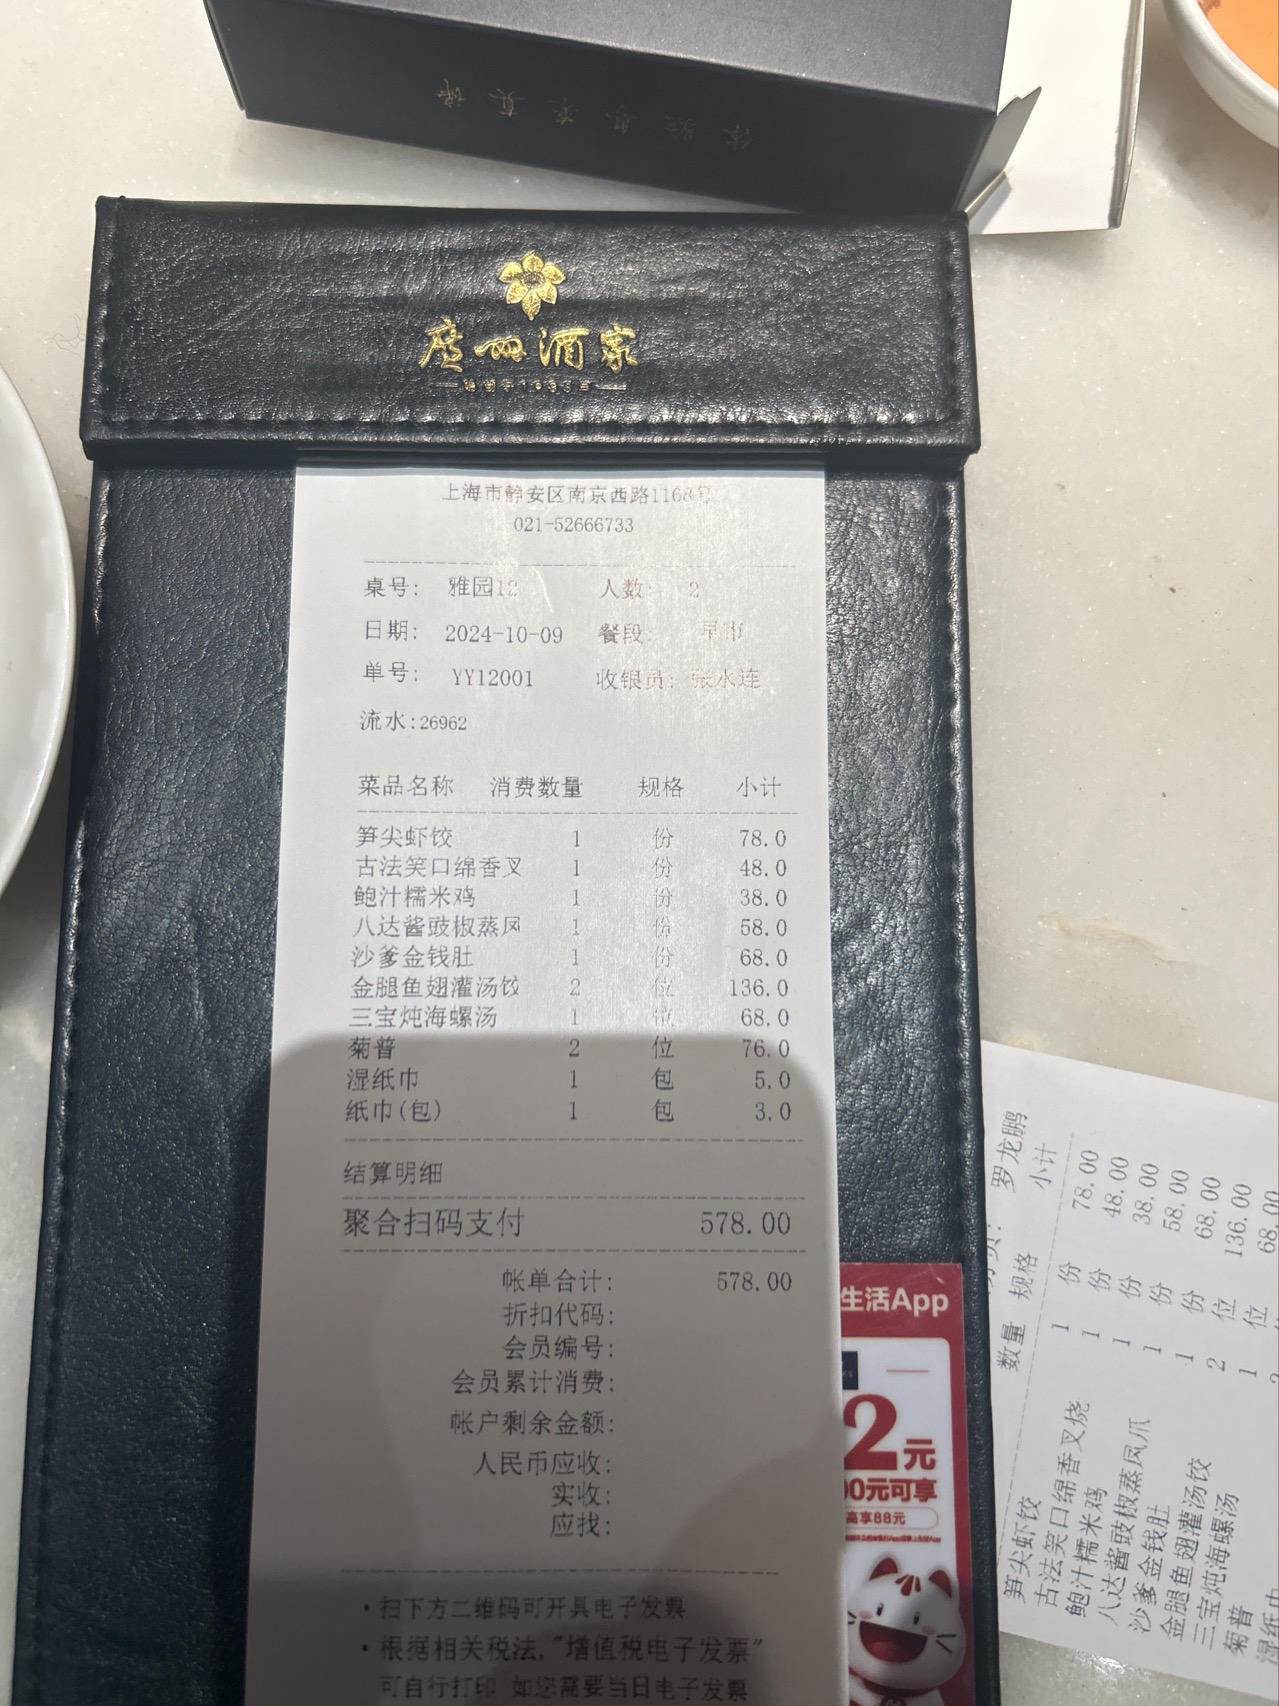 廣州酒家
上海市静安区南京西路1168号
021-52666733
桌号: 雅园12 人数: 2
日期: 2024-10-09 餐段: 早市
单号: YY12001 收银员: 张水连
流水:26962
菜品名称 消费数量 规格 小计
笋尖虾饺 1 份 78.0
古法笑口绵香叉 1 份 48.0
鲍汁糯米鸡 1 份 38.0
八达酱豉椒蒸凤 1 份 58.0
沙爹金钱肚 1 份 68.0
金腿鱼翅灌汤饺 2 位 136.0
三宝炖海螺汤 1 位 68.0
菊普 2 位 76.0
湿纸巾 1 包 5.0
纸巾(包) 1 包 3.0
结算明细
聚合扫码支付 578.00
帐单合计: 578.00
折扣代码:
会员编号:
会员累计消费:
帐户剩余金额:
人民币应收:
实收:
应找:
·扫下方二维码可开具电子发票
·根据相关税法,"增值税电子发票"
可自行打印 如您需要当日电子发票
生活App
2元
00元可享
高享88元
罗龙鹏
数量 规格 小计
笋尖虾饺 1 份 78.00
古法笑口绵香叉烧 1 份 48.00
鲍汁糯米鸡 1 份 38.00
八达酱豉椒蒸凤爪 1 份 58.00
沙爹金钱肚 1 份 68.00
金腿鱼翅灌汤饺 2 位 136.00
三宝炖海螺汤 1 位 68.00
菊普
湿纸巾